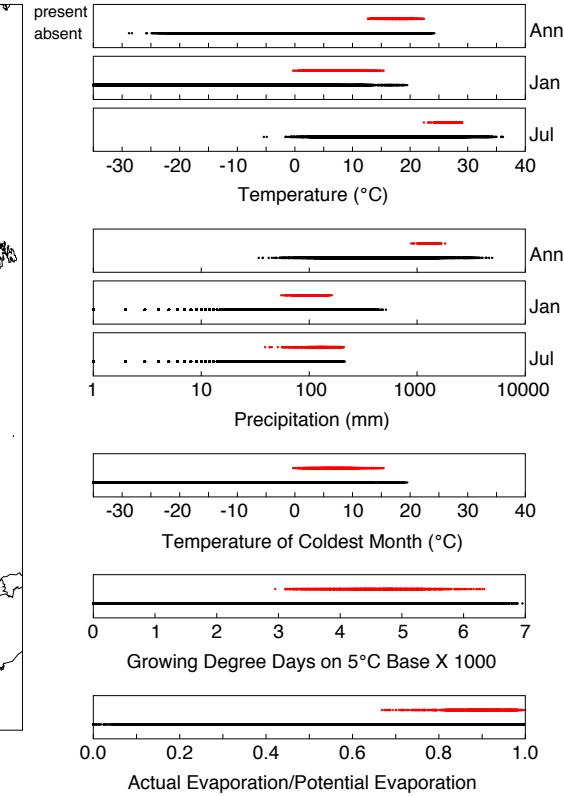 present
absent
Ann
Jan
Jul
-30 -20 -10 0 10 20 30 40
Temperature (°C)
Ann
Jan
Jul
1 10 100 1000 10000
Precipitation (mm)
-30 -20 -10 0 10 20 30 40
Temperature of Coldest Month (°C)
0 1 2 3 4 5 6 7
Growing Degree Days on 5°C Base X 1000
0.0 0.2 0.4 0.6 0.8 1.0
Actual Evaporation/Potential Evaporation